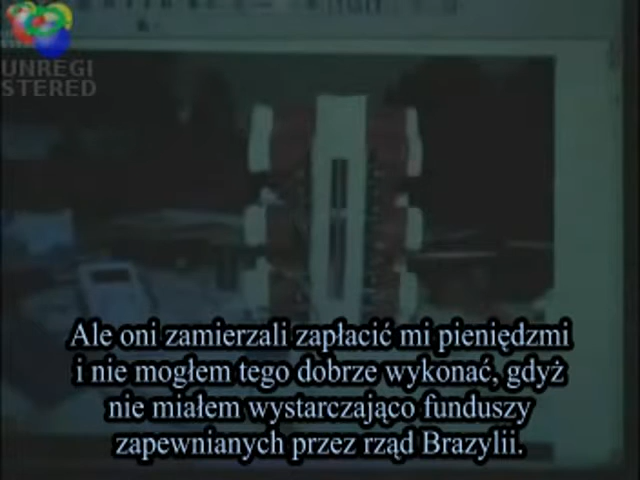 UNREGI
STERED
Ale oni zamierzali zapłacić mi pieniędzmi
i nie mogłem tego dobrze wykonać, gdyż
nie miałem wystarczająco funduszy
zapewnianych przez rząd Brazylii.